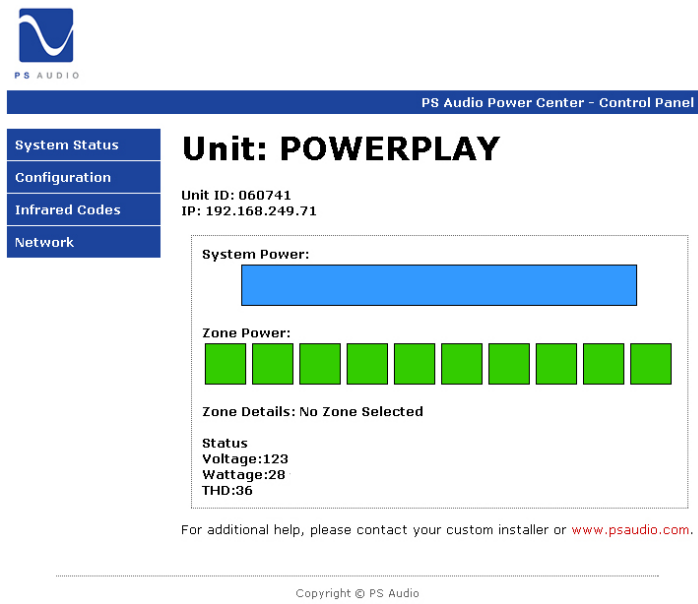 PS AUDIO
PS Audio Power Center - Control Panel
System Status
Configuration
Infrared Codes
Network
Unit: POWERPLAY
Unit ID: 060741
IP: 192.168.249.71
System Power:
Zone Power:
Zone Details: No Zone Selected
Status
Voltage:123
Wattage:28
THD:36
For additional help, please contact your custom installer or www.psaudio.com.
Copyright © PS Audio